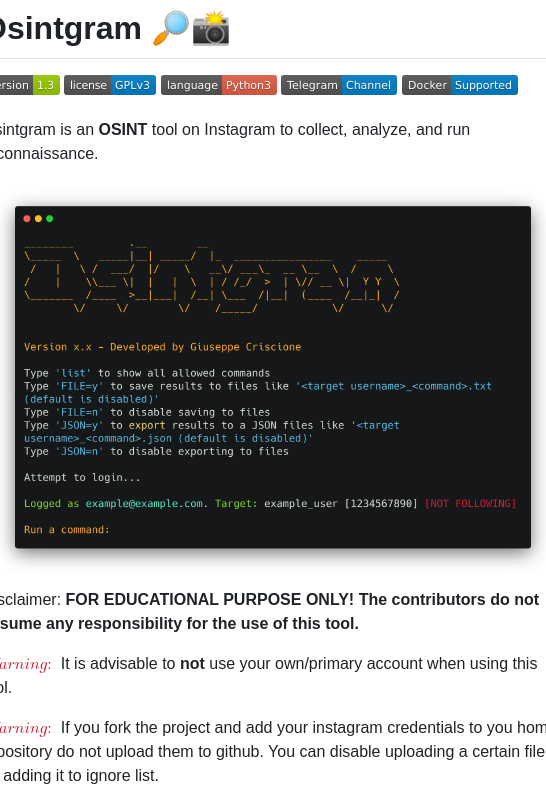 Osintgram
ersion 1.3 license GPLv3 language Python3 Telegram Channel Docker Supported
sintgram is an OSINT tool on Instagram to collect, analyze, and run
connaissance.
Version x.x - Developed by Giuseppe Criscione
Type 'list' to show all allowed commands
Type 'FILE=y' to save results to files like '<target username>_<command>.txt
(default is disabled)'
Type 'FILE=n' to disable saving to files
Type 'JSON=y' to export results to a JSON files like '<target
username>_<command>.json (default is disabled)'
Type 'JSON=n' to disable exporting to files
Attempt to login...
Logged as example@example.com. Target: example_user [1234567890] [NOT FOLLOWING]
Run a command:
sclaimer: FOR EDUCATIONAL PURPOSE ONLY! The contributors do not
sume any responsibility for the use of this tool.
arning: It is advisable to not use your own/primary account when using this
ol.
arning: If you fork the project and add your instagram credentials to you hom
pository do not upload them to github. You can disable uploading a certain file
adding it to ignore list.